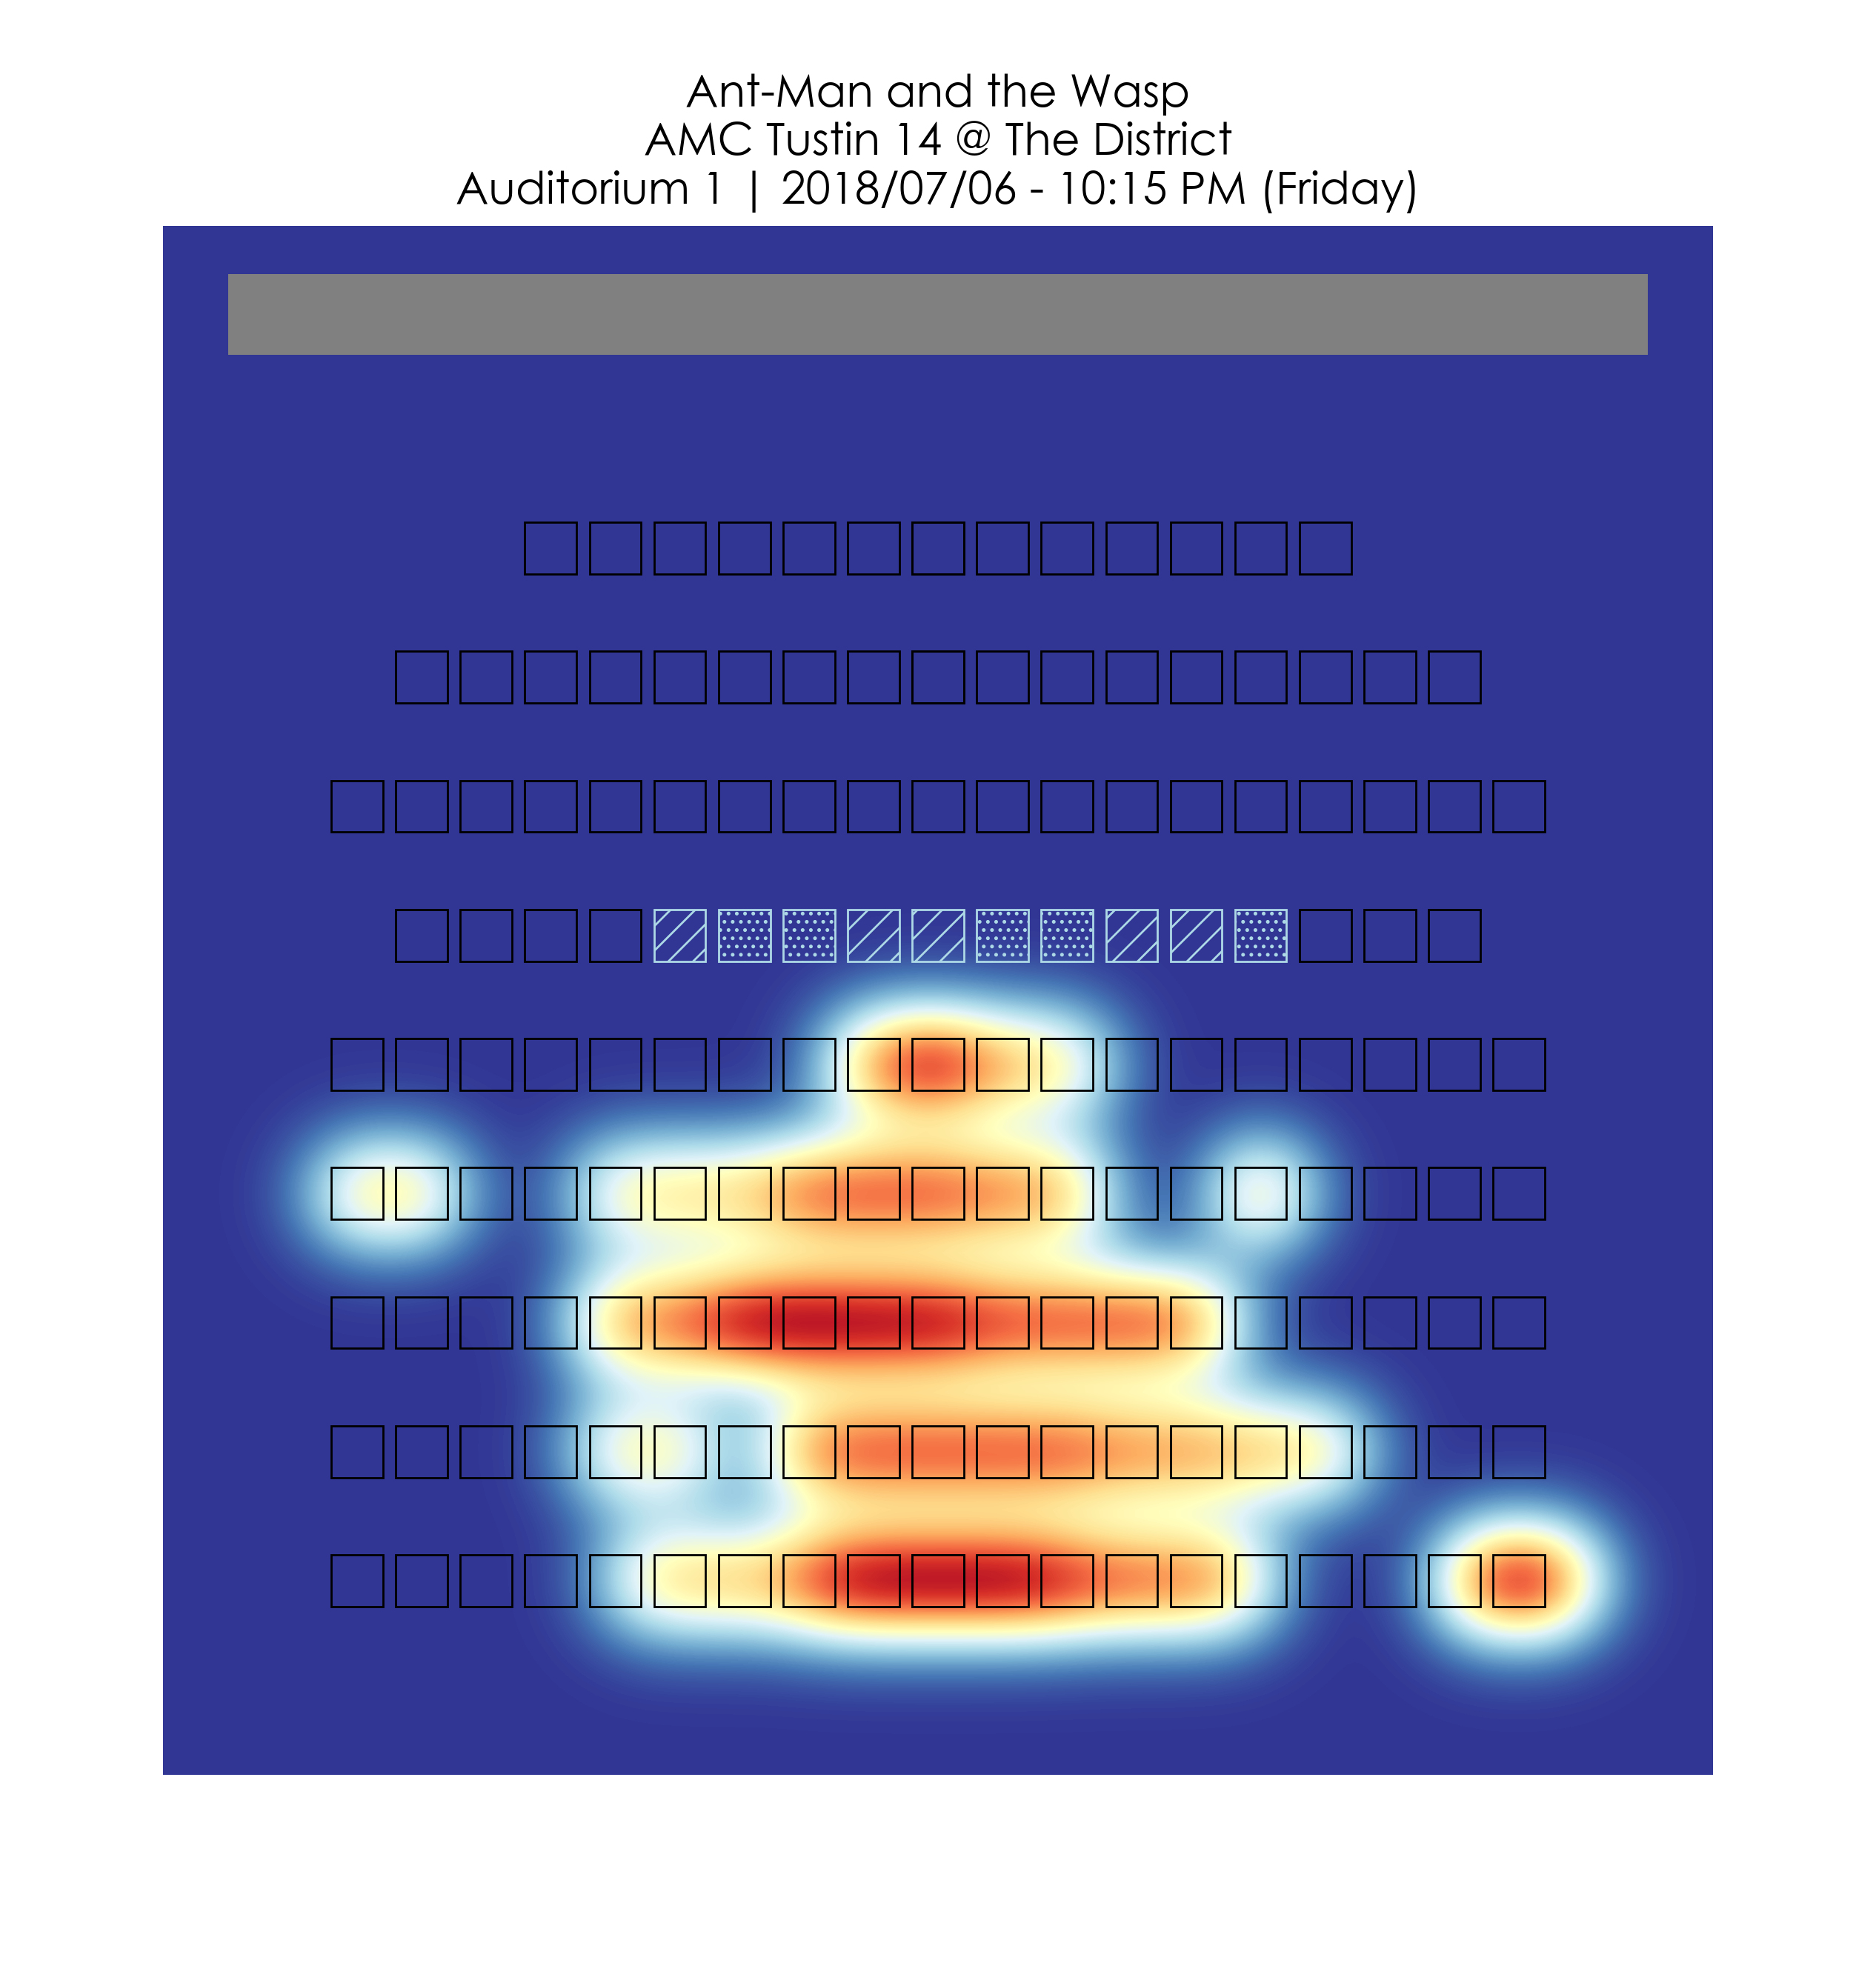 Ant-Man and the Wasp
AMC Tustin 14 @ The District
Auditorium 1 | 2018/07/06 - 10:15 PM (Friday)